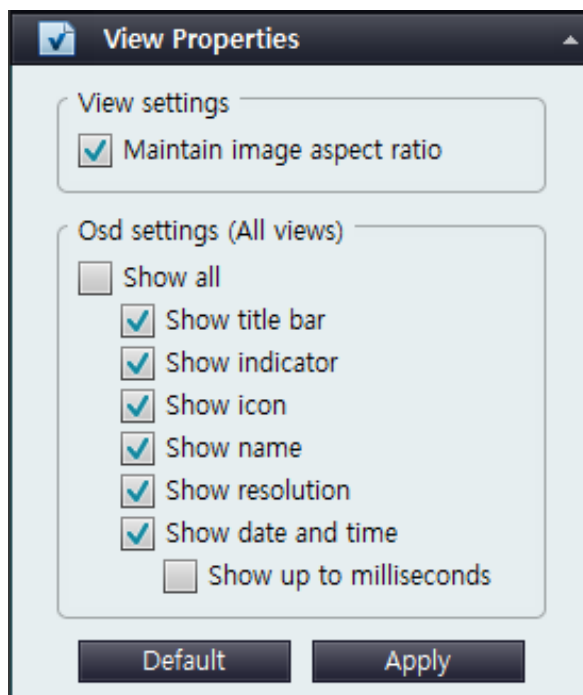 View Properties
View settings
Maintain image aspect ratio
Osd settings (All views)
Show all
Show title bar
Show indicator
Show icon
Show name
Show resolution
Show date and time
Show up to milliseconds
Default Apply